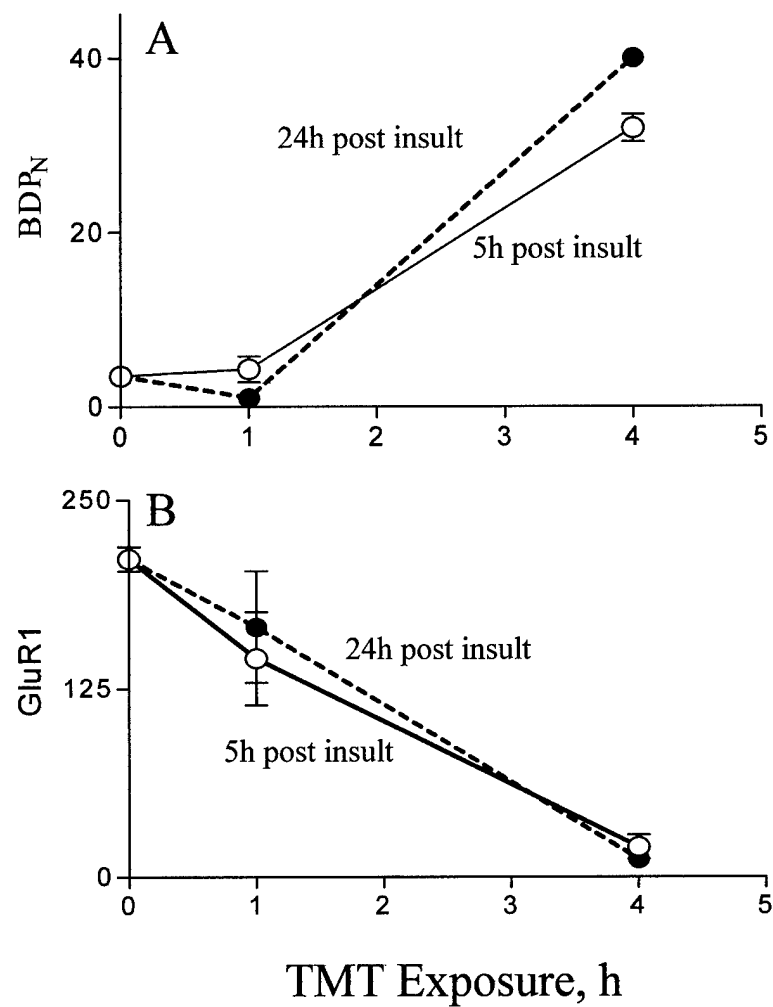 A
40
24h post insult
BDPN
20
5h post insult
0
0 1 2 3 4 5
250
B
GluR1
24h post insult
125
5h post insult
0
0 1 2 3 4 5
TMT Exposure, h